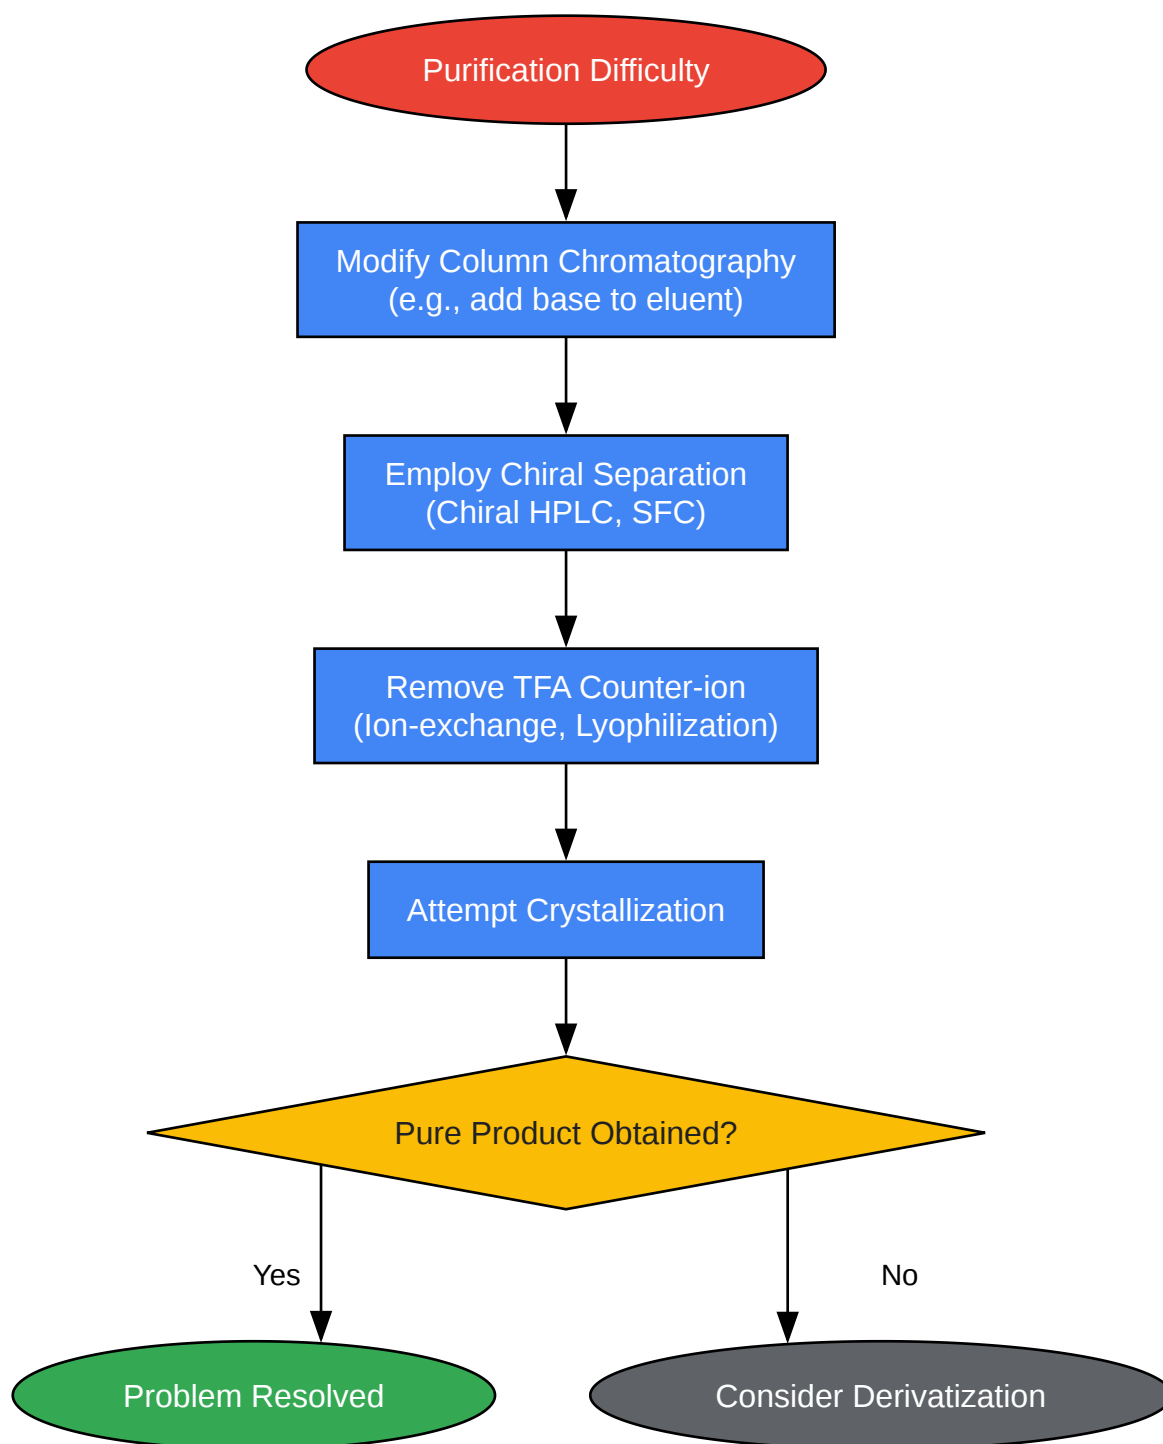 Purification Difficulty
Modify Column Chromatography
(e.g., add base to eluent)
Employ Chiral Separation
(Chiral HPLC, SFC)
Remove TFA Counter-ion
(Ion-exchange, Lyophilization)
Attempt Crystallization
Pure Product Obtained?
Yes
No
Problem Resolved
Consider Derivatization